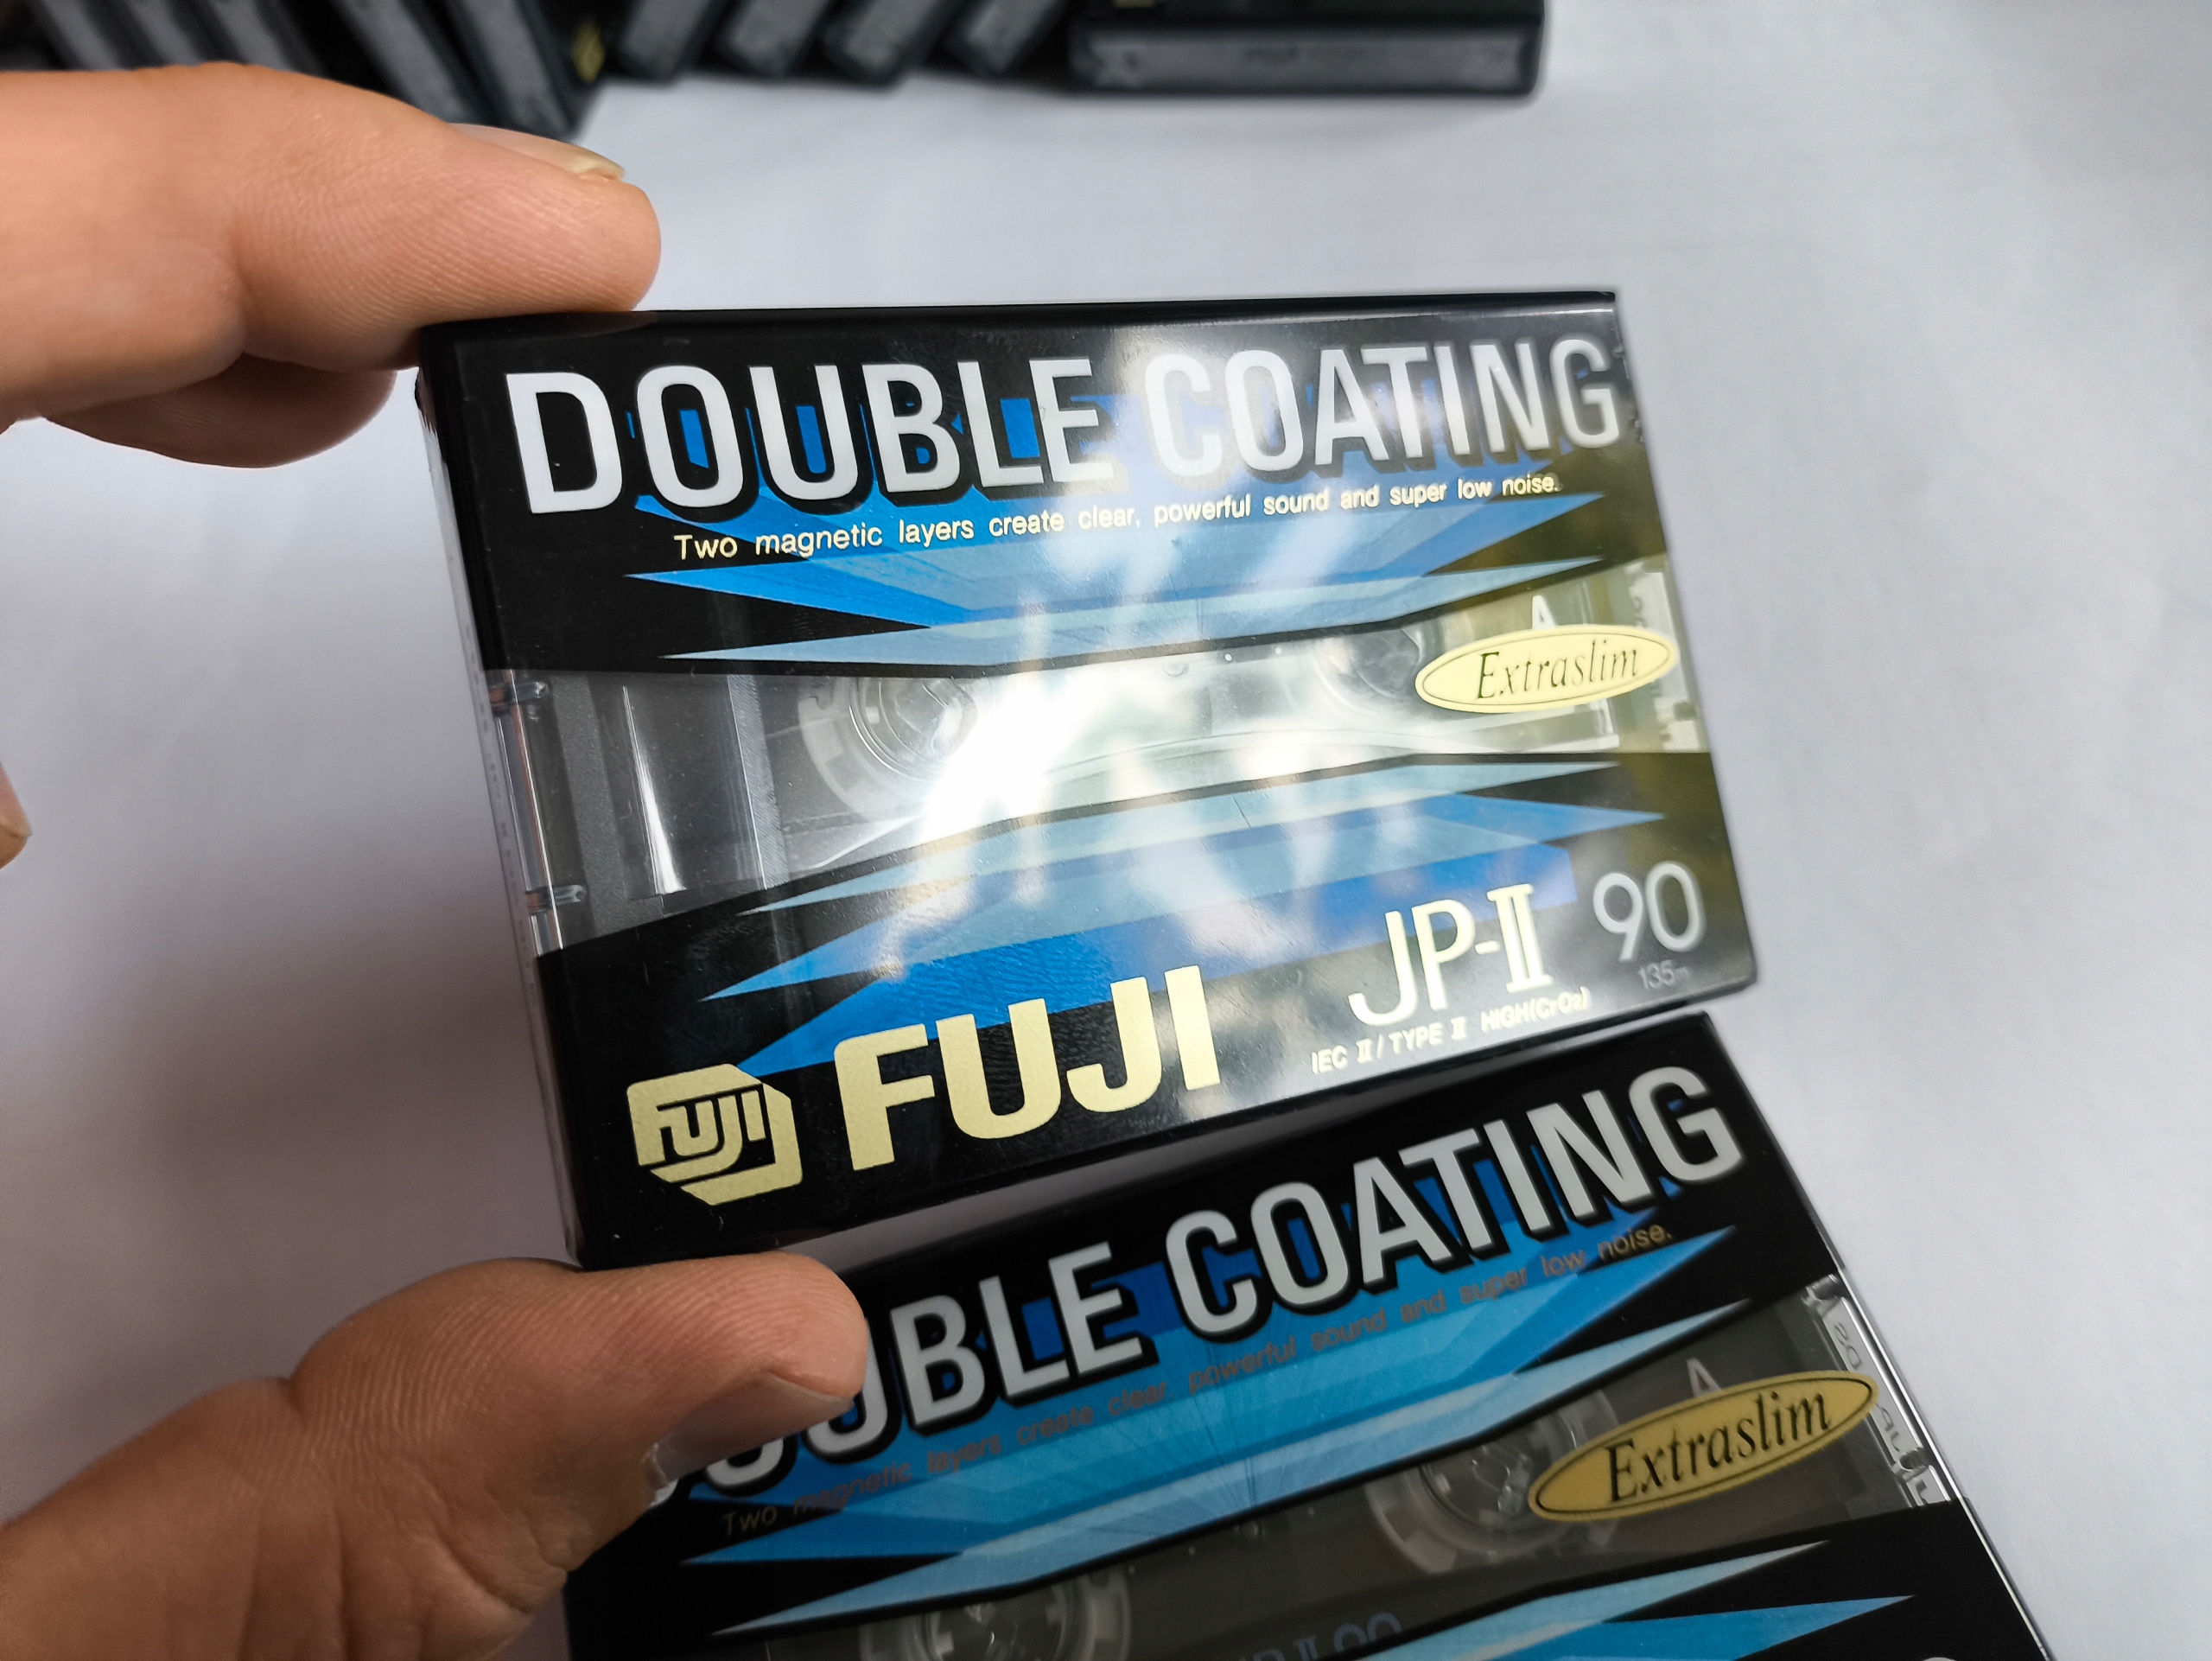 DOUBLE COATING
Two magnetic layers create clear, powerful sound and super low noise.
A
Extraslim
JP-II 90
135m
IEC II / TYPE II HIGH (CrO2)
FUJI FUJI
DOUBLE COATING
Two magnetic layers create clear, powerful sound and super low noise.
A
Extraslim